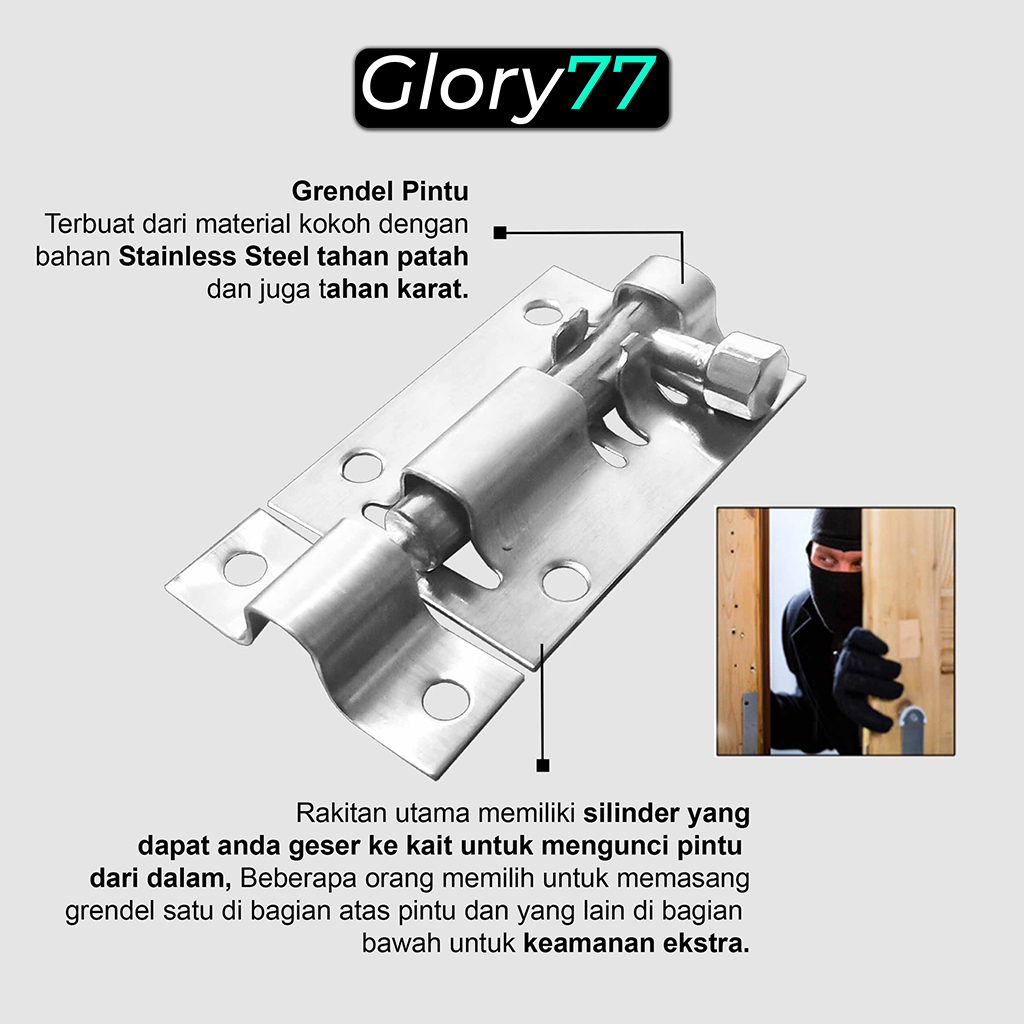 Glory77
Grendel Pintu
Terbuat dari material kokoh dengan
bahan Stainless Steel tahan patah
dan juga tahan karat.
Rakitan utama memiliki silinder yang
dapat anda geser ke kait untuk mengunci pintu
dari dalam, Beberapa orang memilih untuk memasang
grendel satu di bagian atas pintu dan yang lain di bagian
bawah untuk keamanan ekstra.